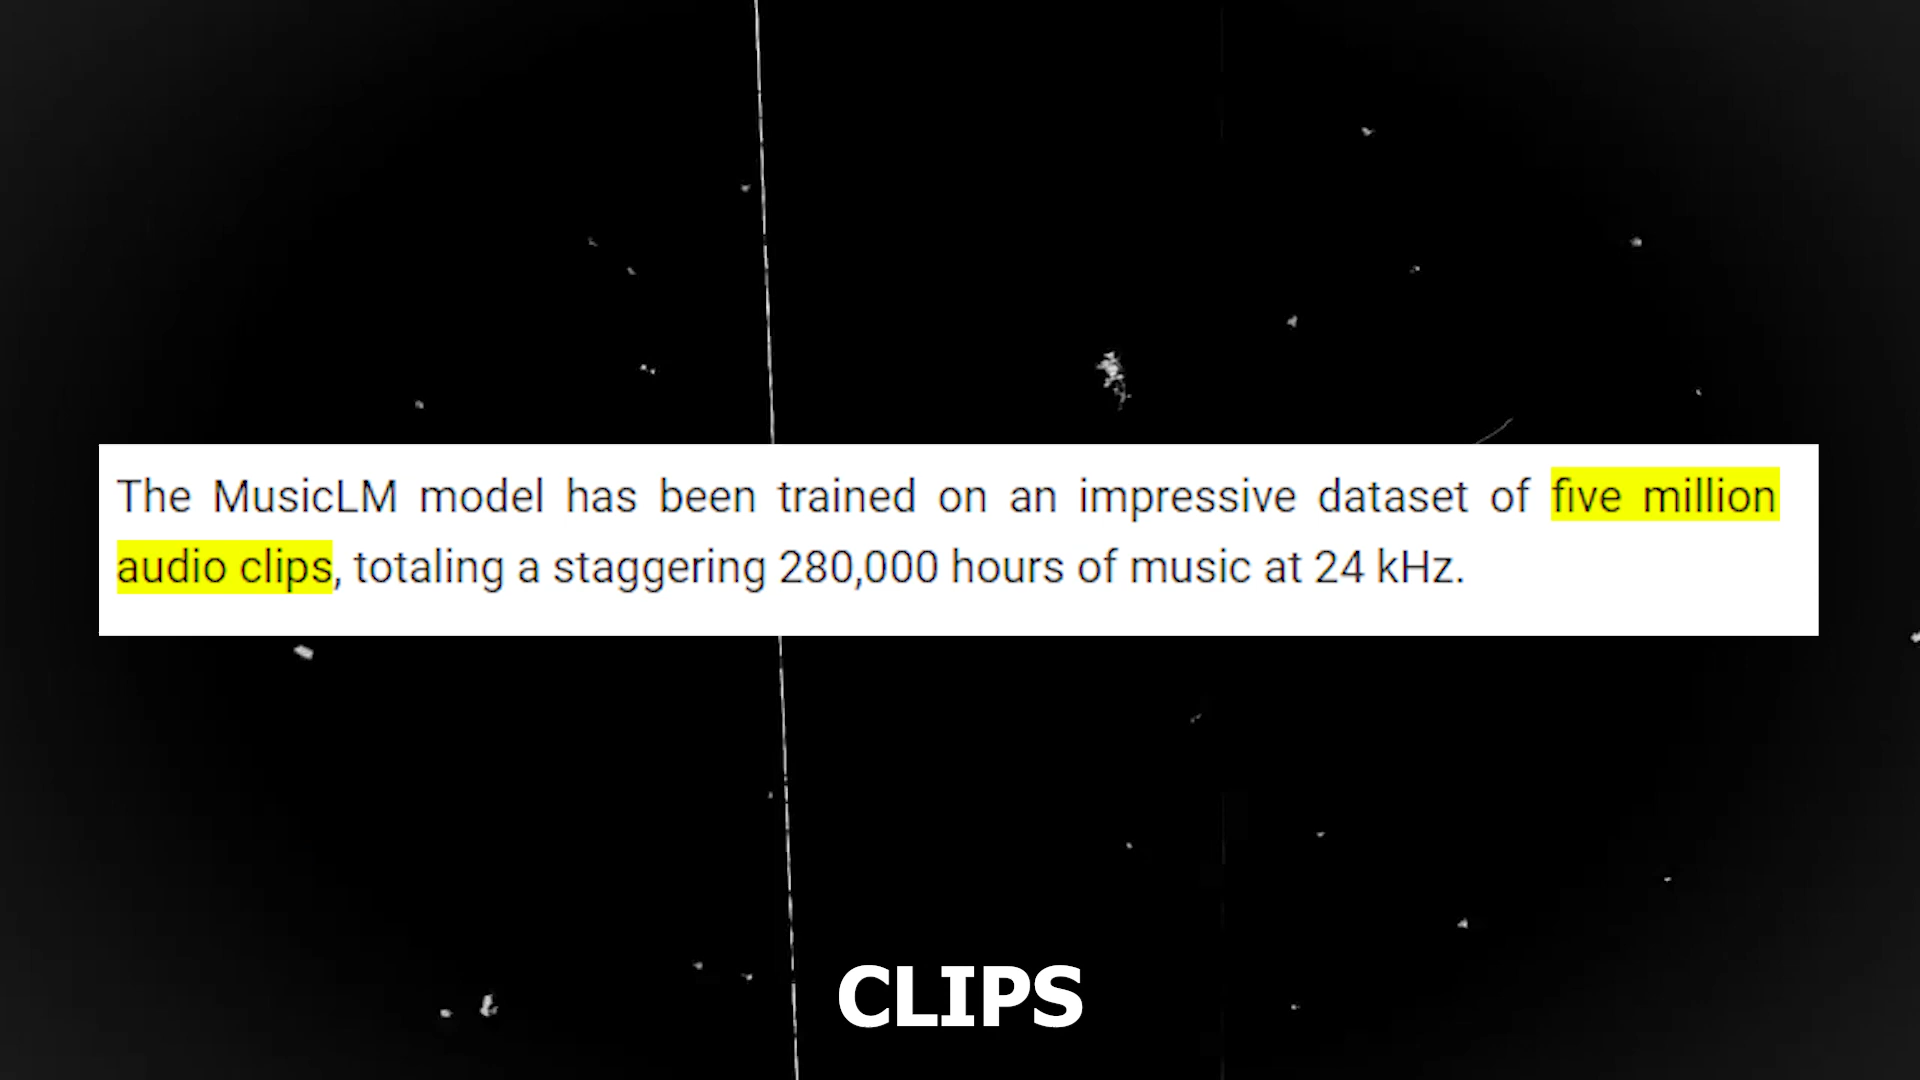 The MusicLM model has been trained on an impressive dataset of five million
audio clips, totaling a staggering 280,000 hours of music at 24 kHz.
CLIPS